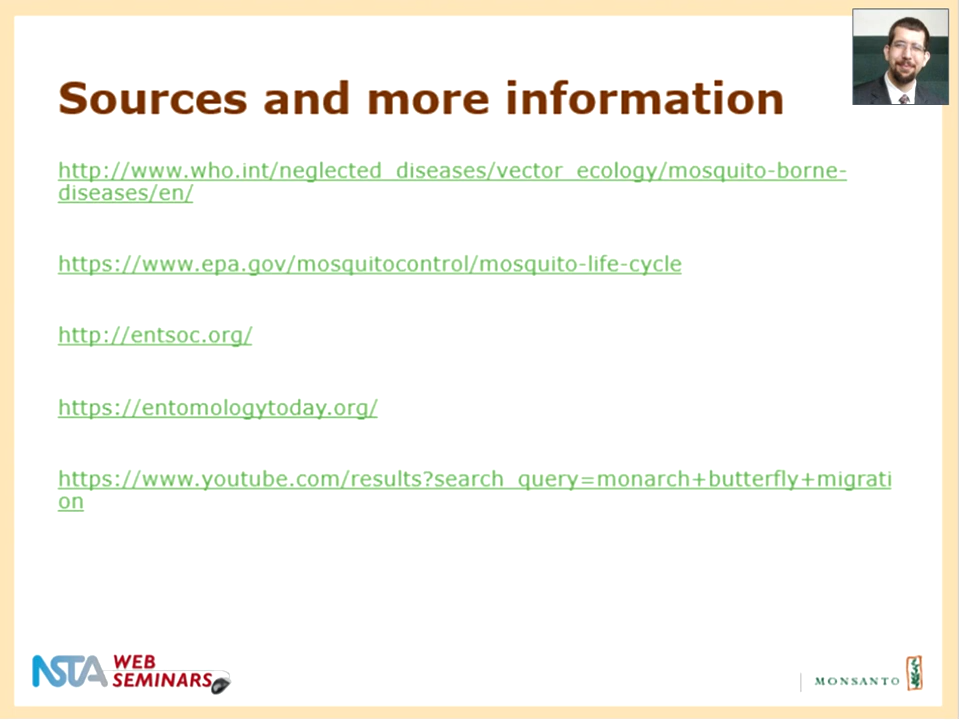 Sources and more information
http://www.who.int/neglected_diseases/vector_ecology/mosquito-borne-
diseases/en/
https://www.epa.gov/mosquitocontrol/mosquito-life-cycle
http://entsoc.org/
https://entomologytoday.org/
https://www.youtube.com/results?search_query=monarch+butterfly+migrati
on
NSTA WEB
SEMINARS
MONSANTO